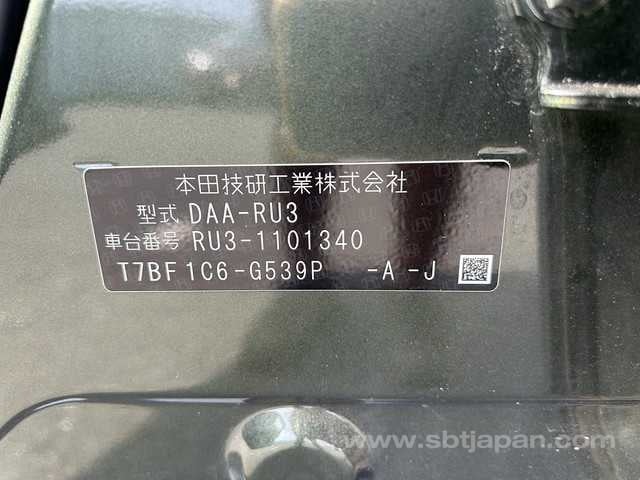 本田技研工業株式会社
型式 DAA-RU3
車台番号 RU3-1101340
T7BF1C6-G539P -A-J
www.sbtjapan.com